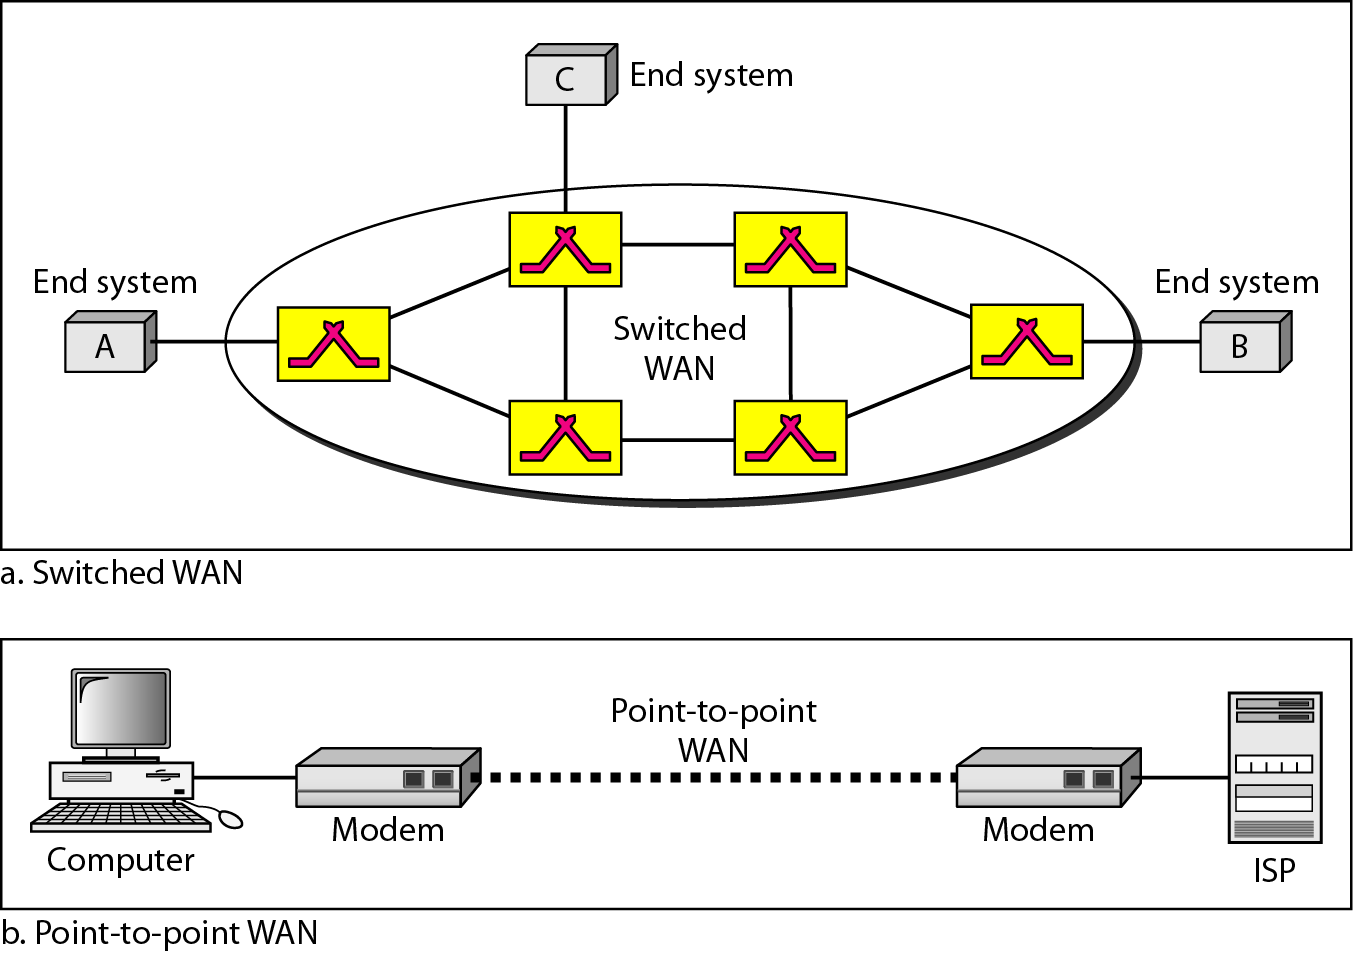 C
End system
End system
End system
A
Switched
WAN
B
a. Switched WAN
Point-to-point
WAN
Modem
Modem
Computer
ISP
b. Point-to-point WAN